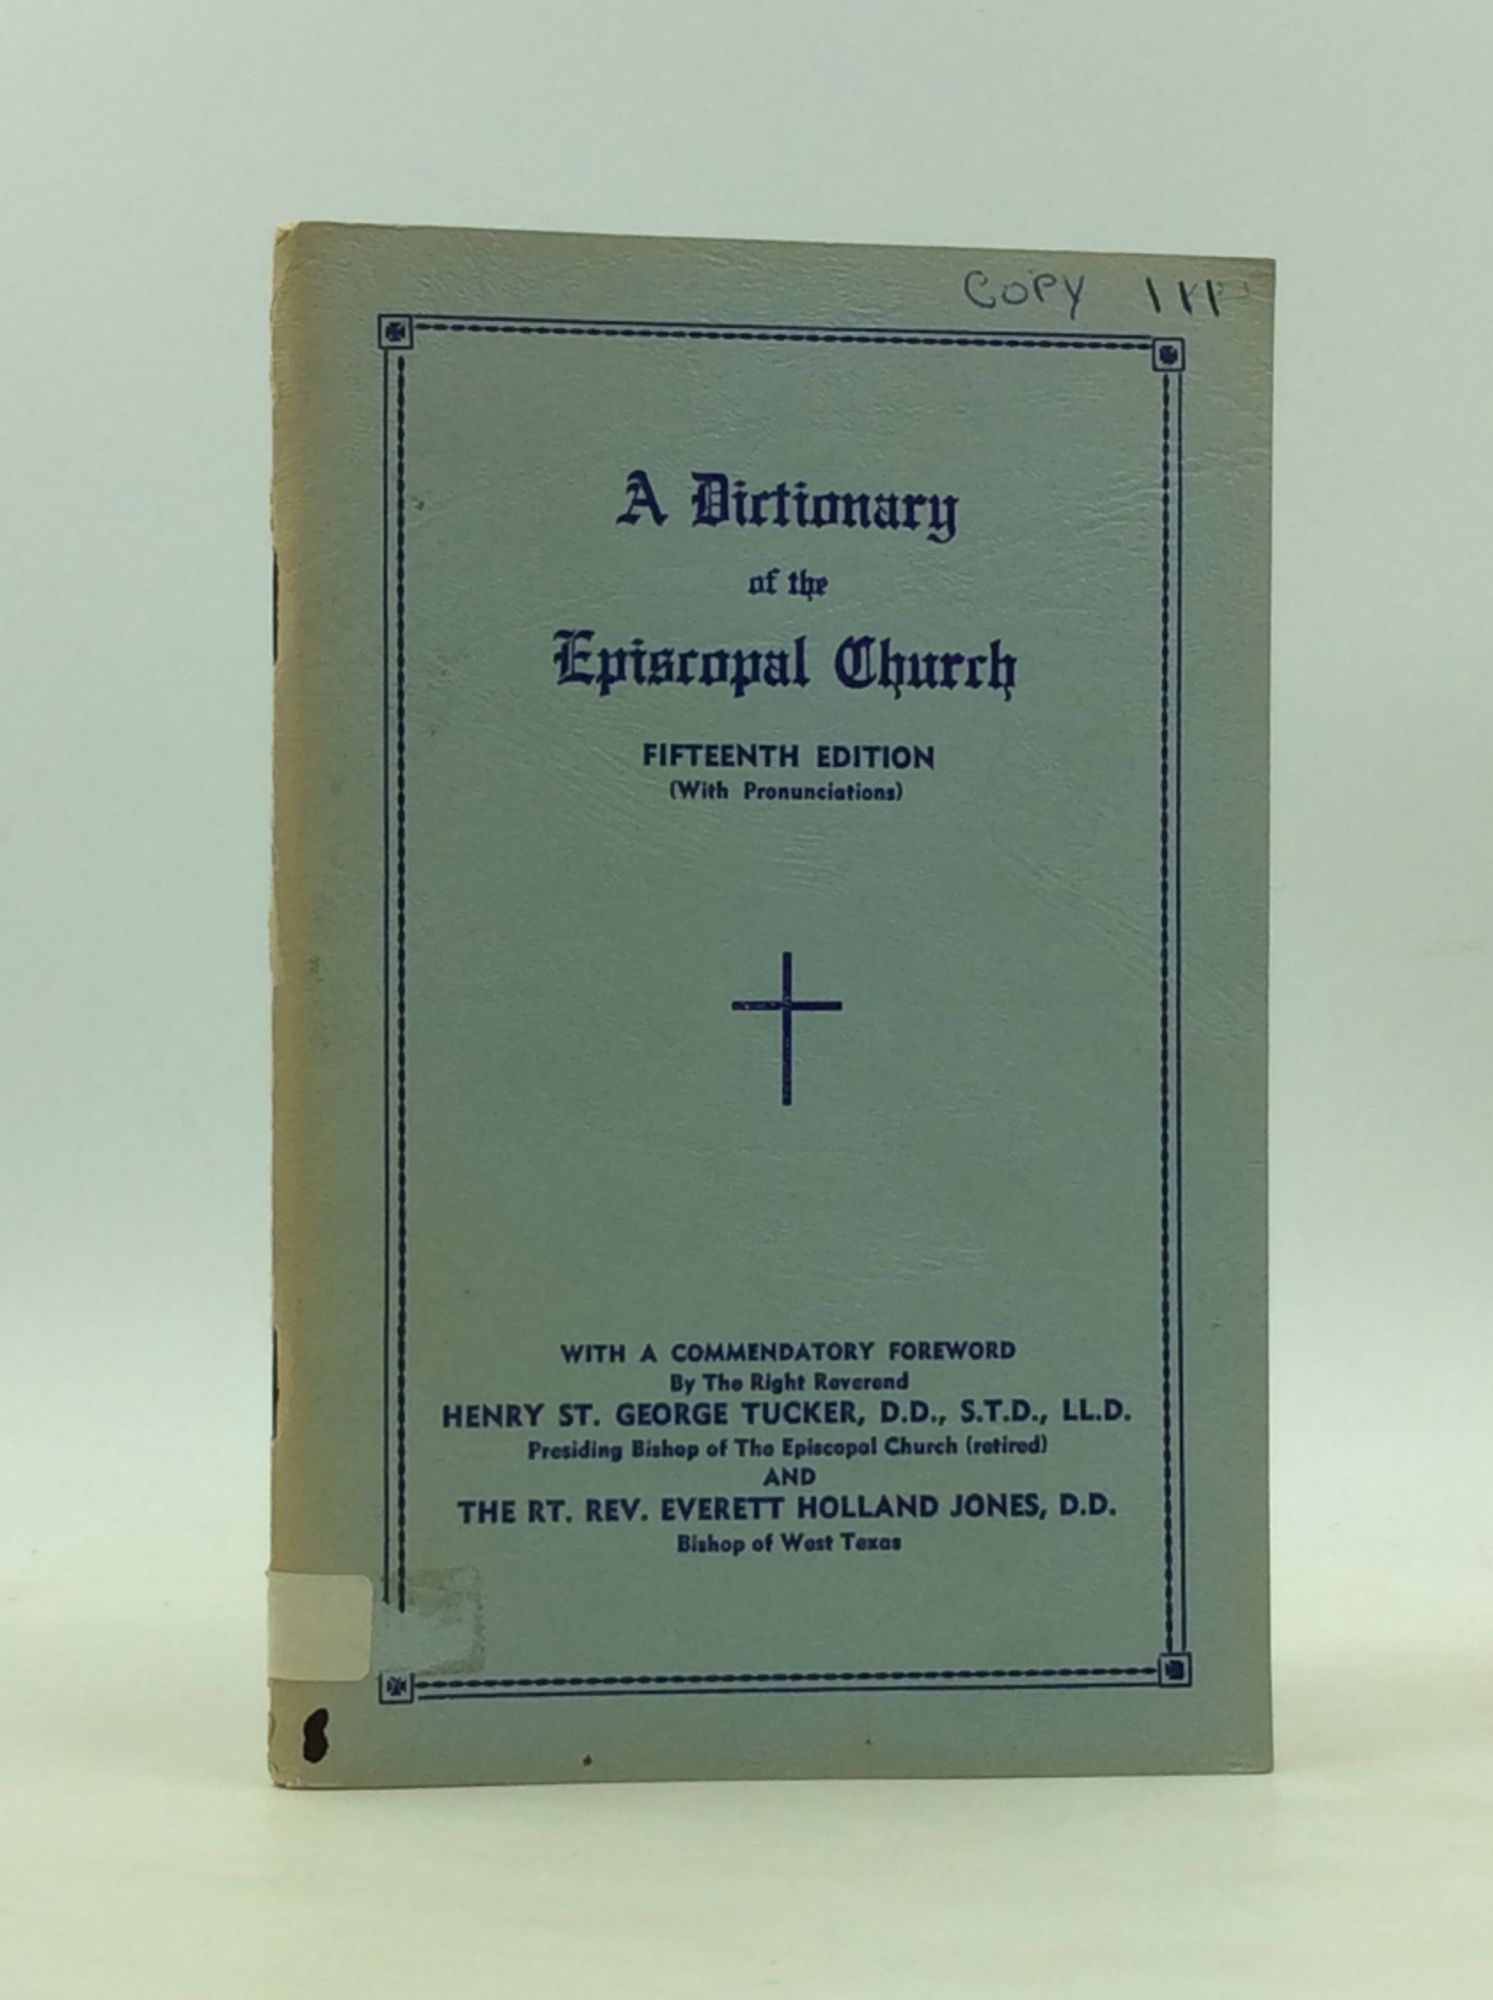 COPY 111
A Dictionary
of the
Episcopal Church
FIFTEENTH EDITION
(With Pronunciations)
WITH A COMMENDATORY FOREWORD
By The Right Reverend
HENRY ST. GEORGE TUCKER, D.D., S.T.D., LL.D.
Presiding Bishop of The Episcopal Church (retired)
AND
THE RT. REV. EVERETT HOLLAND JONES, D.D.
Bishop of West Texas